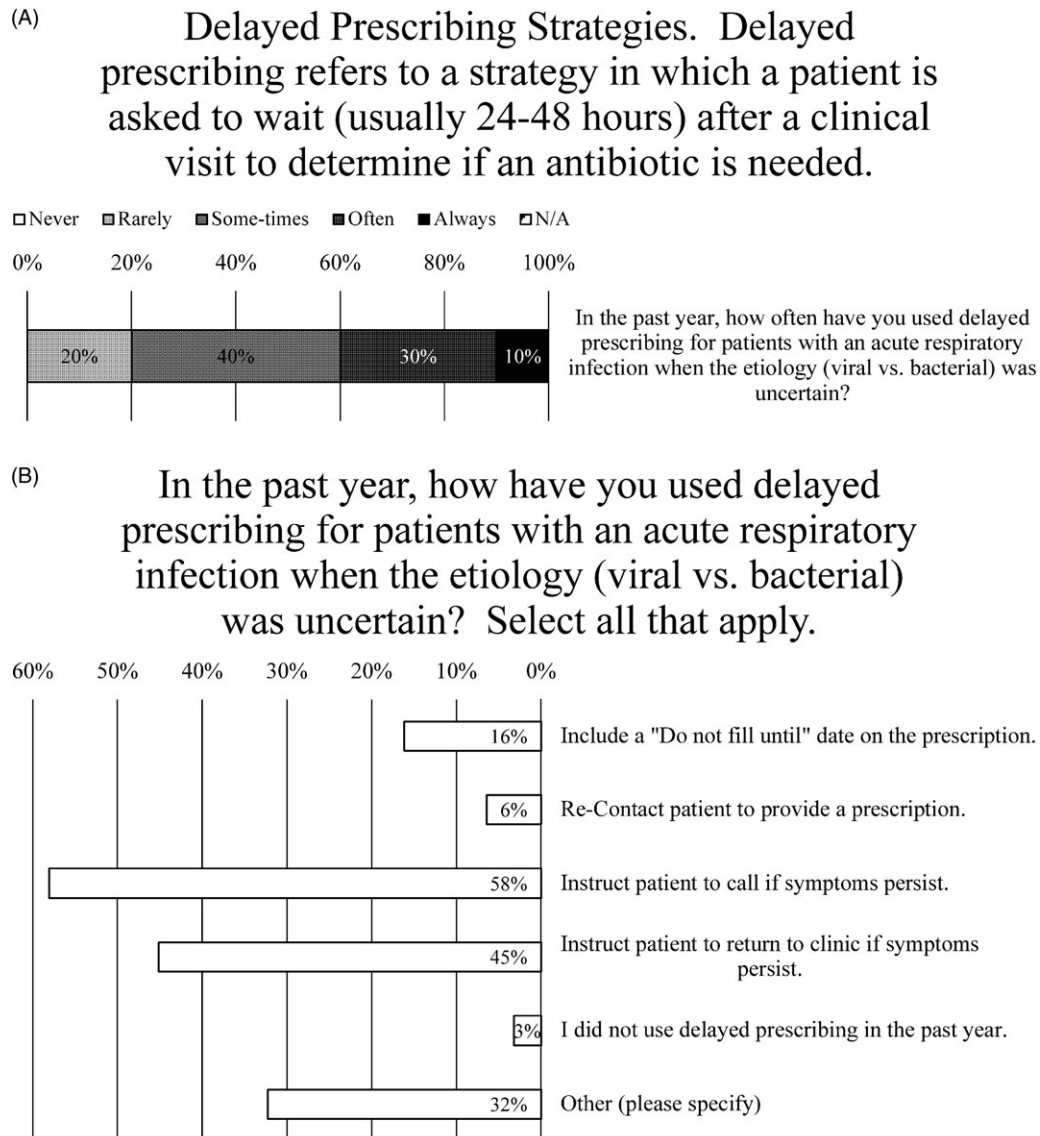 (A)
Delayed Prescribing Strategies. Delayed
prescribing refers to a strategy in which a patient is
asked to wait (usually 24-48 hours) after a clinical
visit to determine if an antibiotic is needed.
Never Rarely Some-times Often Always N/A
0% 20% 40% 60% 80% 100%
20% 40% 30% 10%
In the past year, how often have you used delayed
prescribing for patients with an acute respiratory
infection when the etiology (viral vs. bacterial) was
uncertain?
(B)
In the past year, how have you used delayed
prescribing for patients with an acute respiratory
infection when the etiology (viral vs. bacterial)
was uncertain? Select all that apply.
60% 50% 40% 30% 20% 10% 0%
16% Include a "Do not fill until" date on the prescription.
6% Re-Contact patient to provide a prescription.
58% Instruct patient to call if symptoms persist.
45% Instruct patient to return to clinic if symptoms
persist.
3% I did not use delayed prescribing in the past year.
32% Other (please specify)